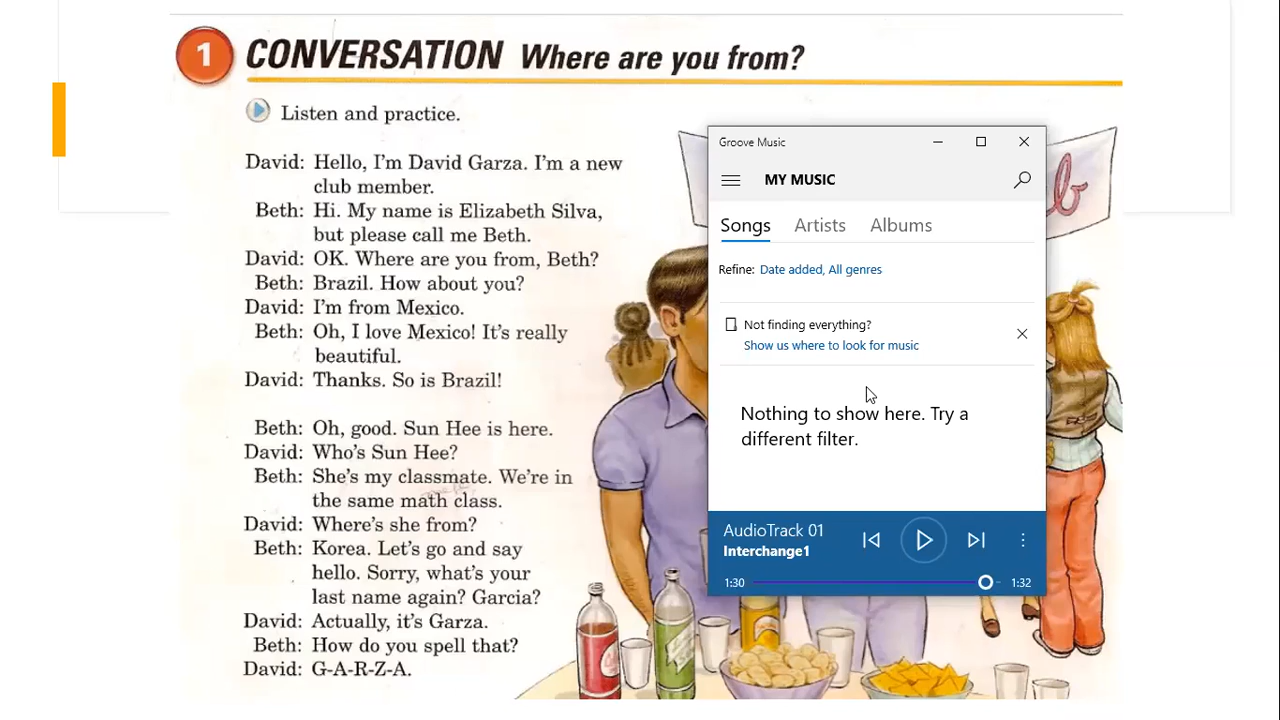 1 CONVERSATION Where are you from?
Listen and practice.
David: Hello, I'm David Garza. I'm a new
club member.
Beth: Hi. My name is Elizabeth Silva,
but please call me Beth.
David: OK. Where are you from, Beth?
Beth: Brazil. How about you?
David: I'm from Mexico.
Beth: Oh, I love Mexico! It's really
beautiful.
David: Thanks. So is Brazil!
Beth: Oh, good. Sun Hee is here.
David: Who's Sun Hee?
Beth: She's my classmate. We're in
the same math class.
David: Where's she from?
Beth: Korea. Let's go and say
hello. Sorry, what's your
last name again? Garcia?
David: Actually, it's Garza.
Beth: How do you spell that?
David: G-A-R-Z-A.
Groove Music
MY MUSIC
Songs Artists Albums
Refine: Date added, All genres
Not finding everything?
Show us where to look for music
Nothing to show here. Try a
different filter.
AudioTrack 01
Interchange1
1:30 1:32